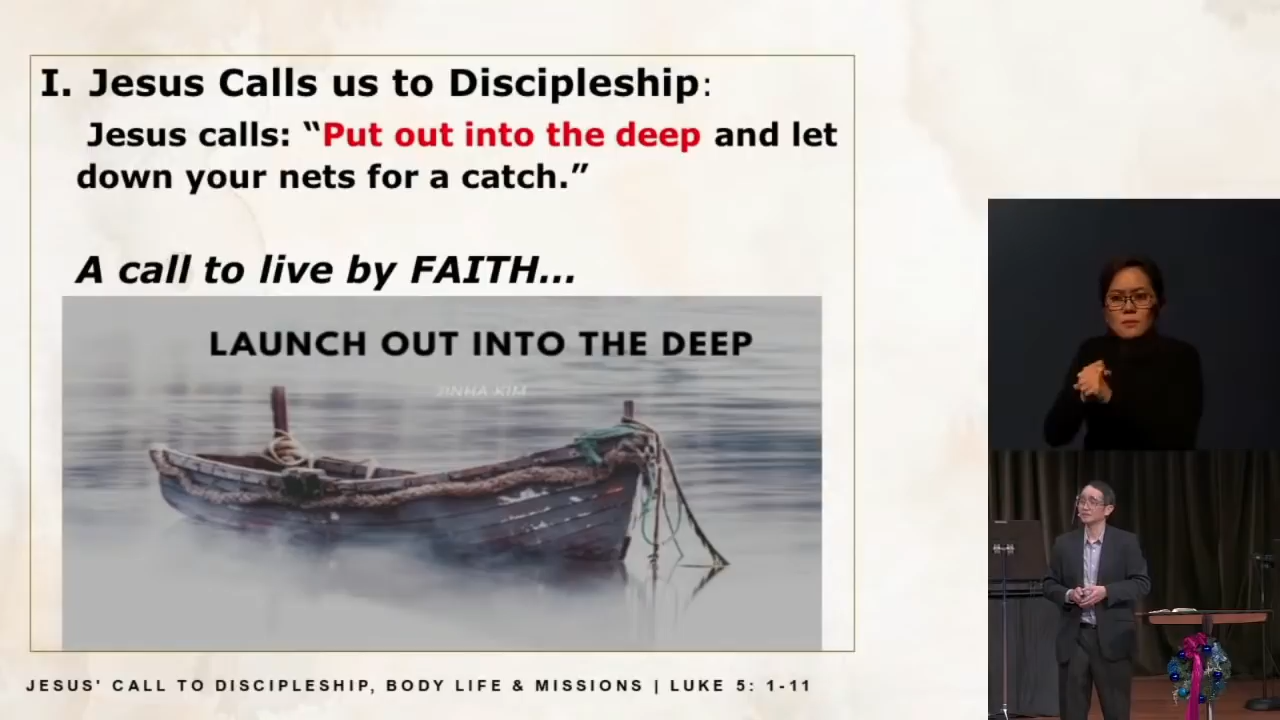 I. Jesus Calls us to Discipleship:
Jesus calls: “Put out into the deep and let
down your nets for a catch.”
A call to live by FAITH...
LAUNCH OUT INTO THE DEEP
JINHA KIM
JESUS' CALL TO DISCIPLESHIP, BODY LIFE & MISSIONS | LUKE 5: 1-11